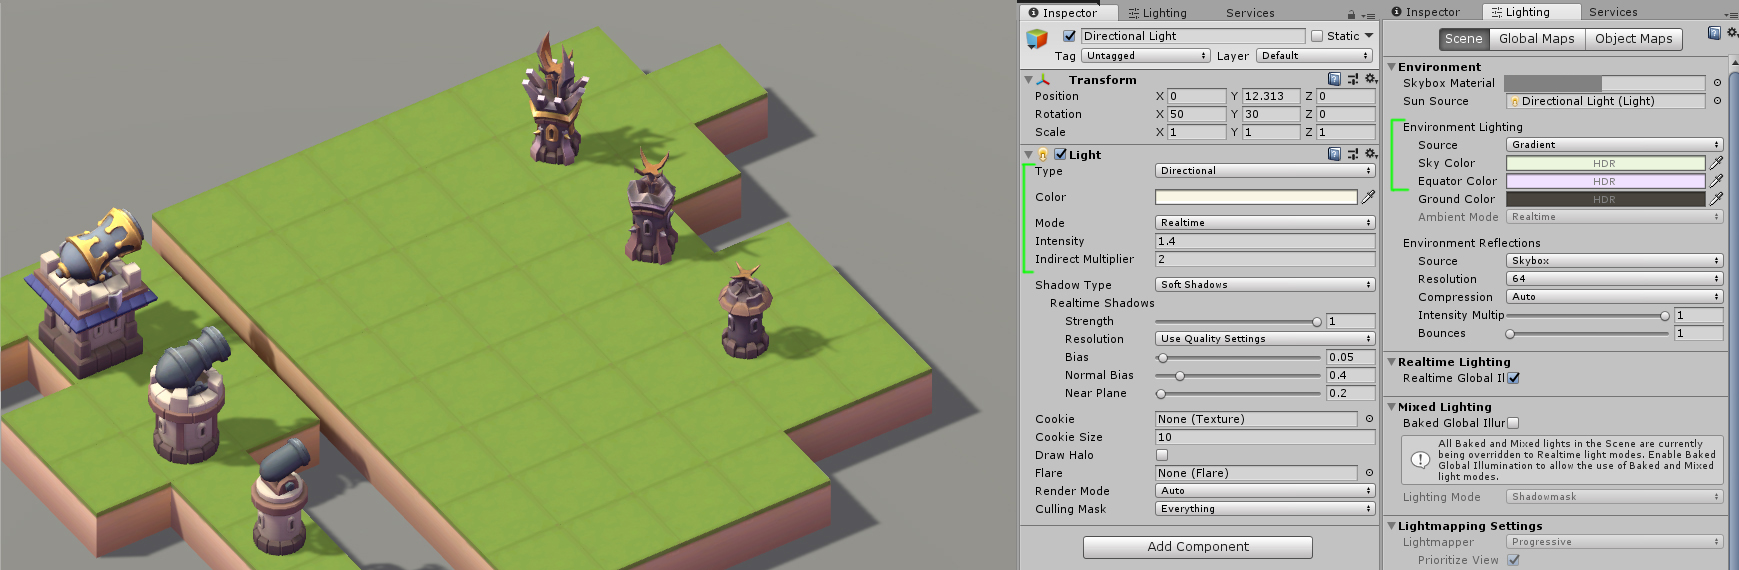 Inspector
Lighting
Services
Directional Light
Static
Tag Untagged Layer Default
Transform
Position X 0 Y 12.313 Z 0
Rotation X 50 Y 30 Z 0
Scale X 1 Y 1 Z 1
Light
Type Directional
Color
Mode Realtime
Intensity 1.4
Indirect Multiplier 2
Shadow Type Soft Shadows
Realtime Shadows
Strength 1
Resolution Use Quality Settings
Bias 0.05
Normal Bias 0.4
Near Plane 0.2
Cookie None (Texture)
Cookie Size 10
Draw Halo
Flare None (Flare)
Render Mode Auto
Culling Mask Everything
Add Component
Inspector
Lighting
Services
Scene Global Maps Object Maps
Environment
Skybox Material
Sun Source Directional Light (Light)
Environment Lighting
Source Gradient
Sky Color HDR
Equator Color HDR
Ground Color HDR
Ambient Mode Realtime
Environment Reflections
Source Skybox
Resolution 64
Compression Auto
Intensity Multip 1
Bounces 1
Realtime Lighting
Realtime Global Il
Mixed Lighting
Baked Global Illur
All Baked and Mixed lights in the Scene are currently
being overridden to Realtime light modes. Enable Baked
Global Illumination to allow the use of Baked and Mixed
light modes.
Lighting Mode Shadowmask
Lightmapping Settings
Lightmapper Progressive
Prioritize View